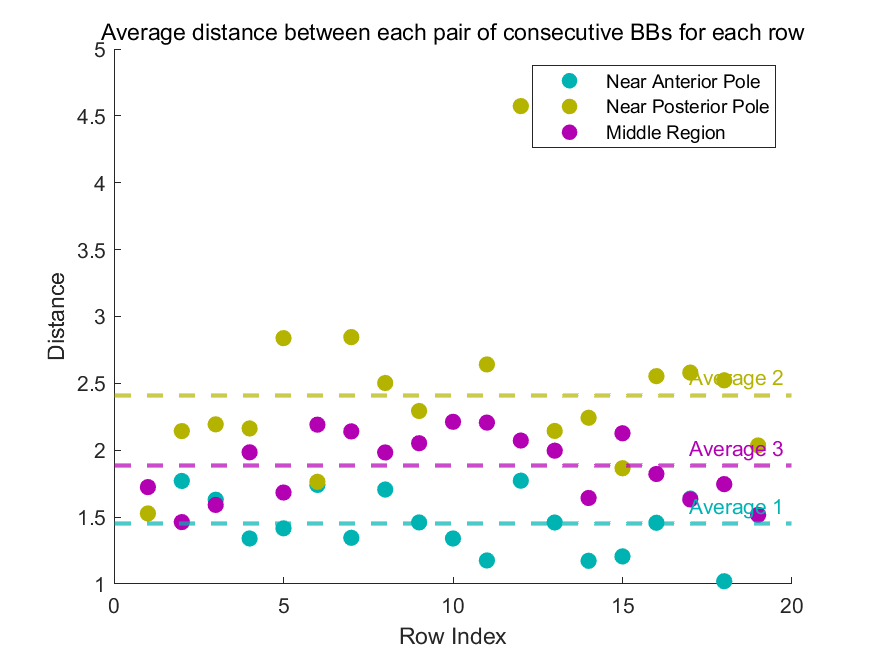 Average distance between each pair of consecutive BBs for each row
5
4.5
4
3.5
3
2.5
2
1.5
1
Distance
Near Anterior Pole
Near Posterior Pole
Middle Region
Average 2
Average 3
Average 1
0
5
10
15
20
Row Index